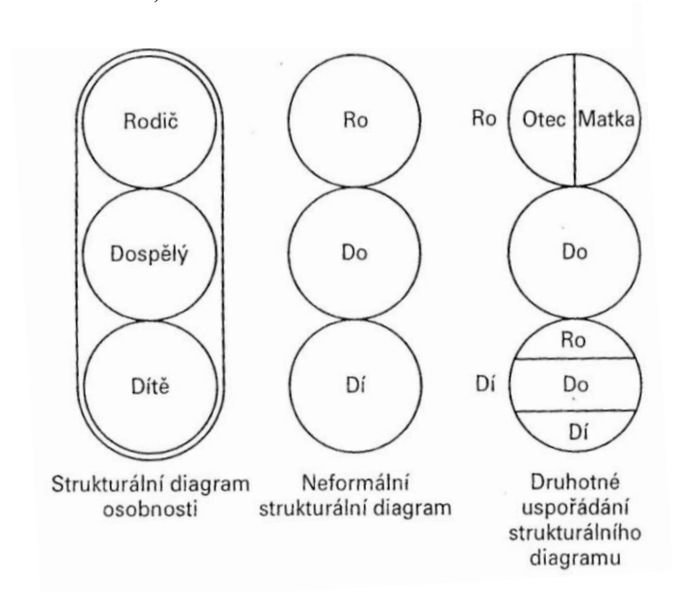 Rodič
Dospělý
Dítě
Strukturální diagram
osobnosti
Ro
Do
Dí
Neformální
strukturální diagram
Ro
Otec
Matka
Do
Dí
Ro
Do
Dí
Druhotné
uspořádání
strukturálního
diagramu